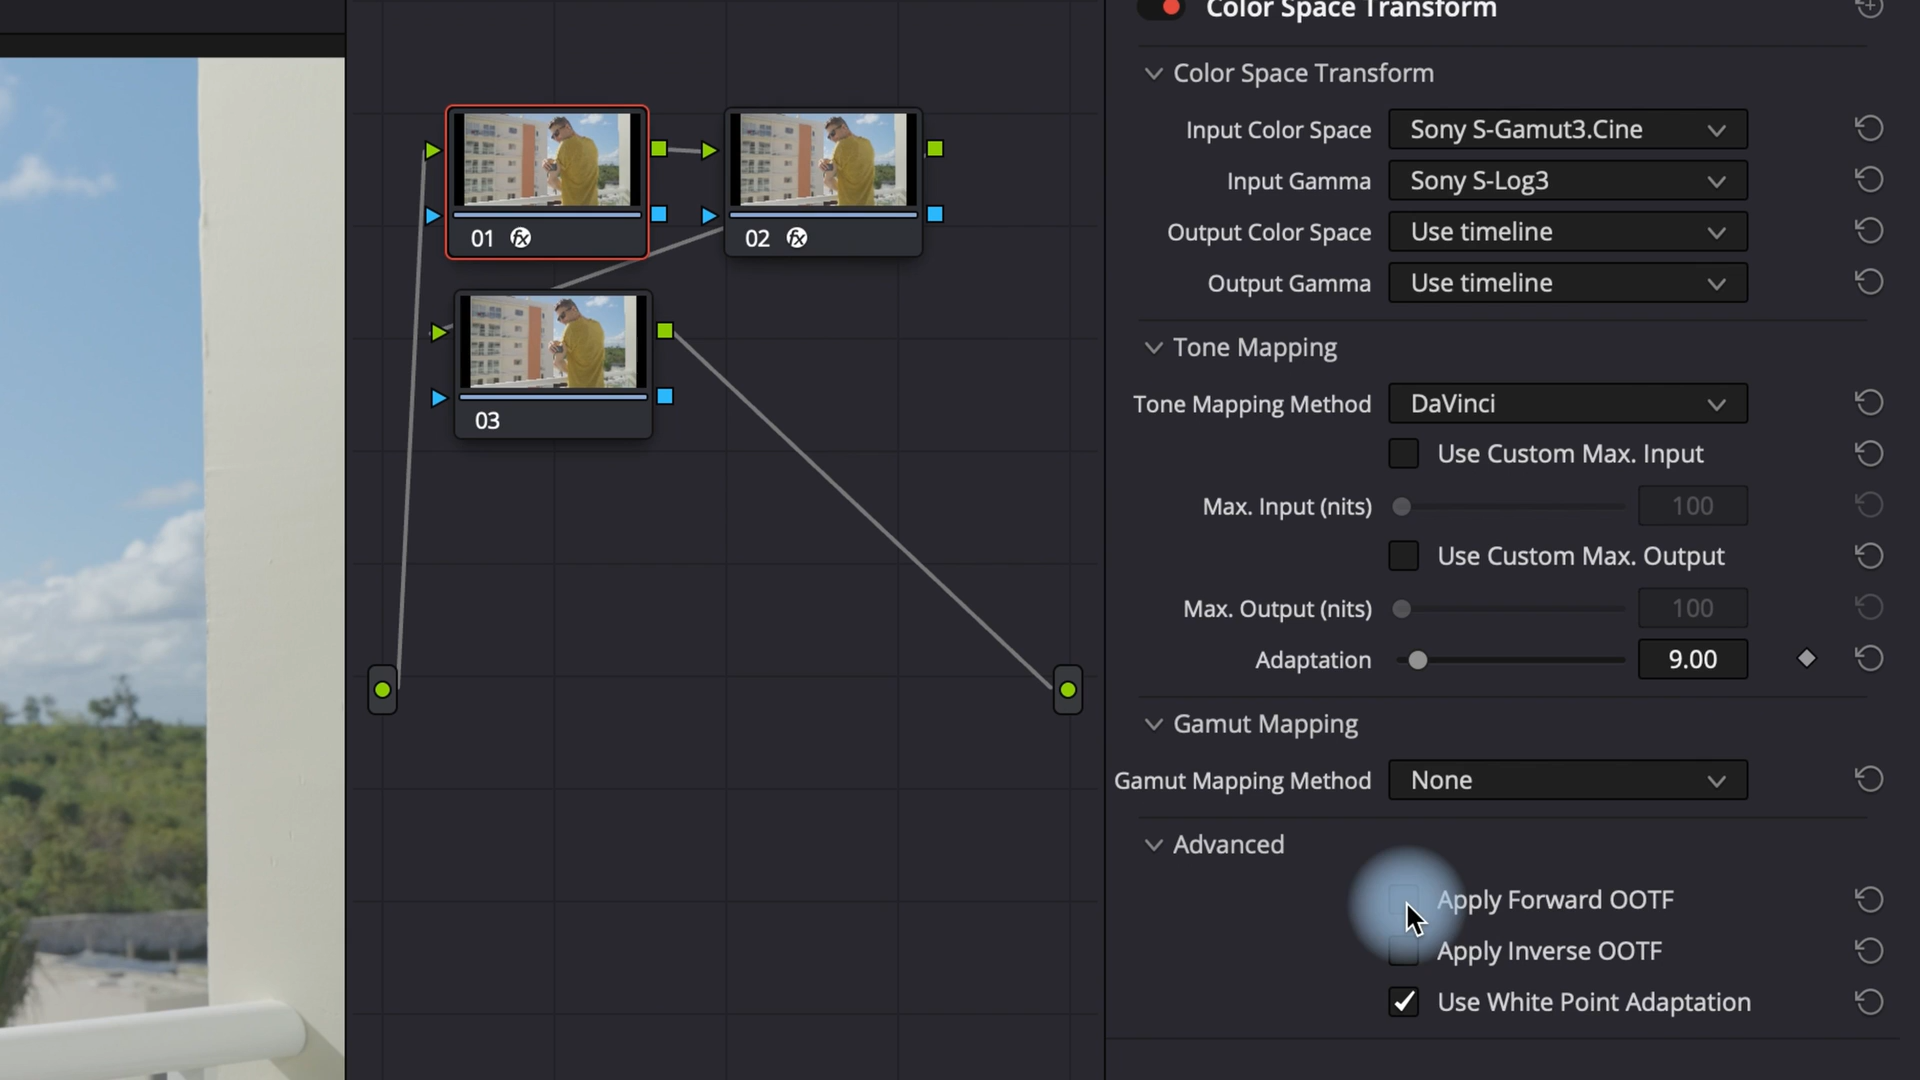 Color Space Transform
Color Space Transform
Input Color Space Sony S-Gamut3.Cine
Input Gamma Sony S-Log3
Output Color Space Use timeline
Output Gamma Use timeline
Tone Mapping
Tone Mapping Method DaVinci
Use Custom Max. Input
Max. Input (nits) 100
Use Custom Max. Output
Max. Output (nits) 100
Adaptation 9.00
Gamut Mapping
Gamut Mapping Method None
Advanced
Apply Forward OOTF
Apply Inverse OOTF
Use White Point Adaptation
01 fx
02 fx
03